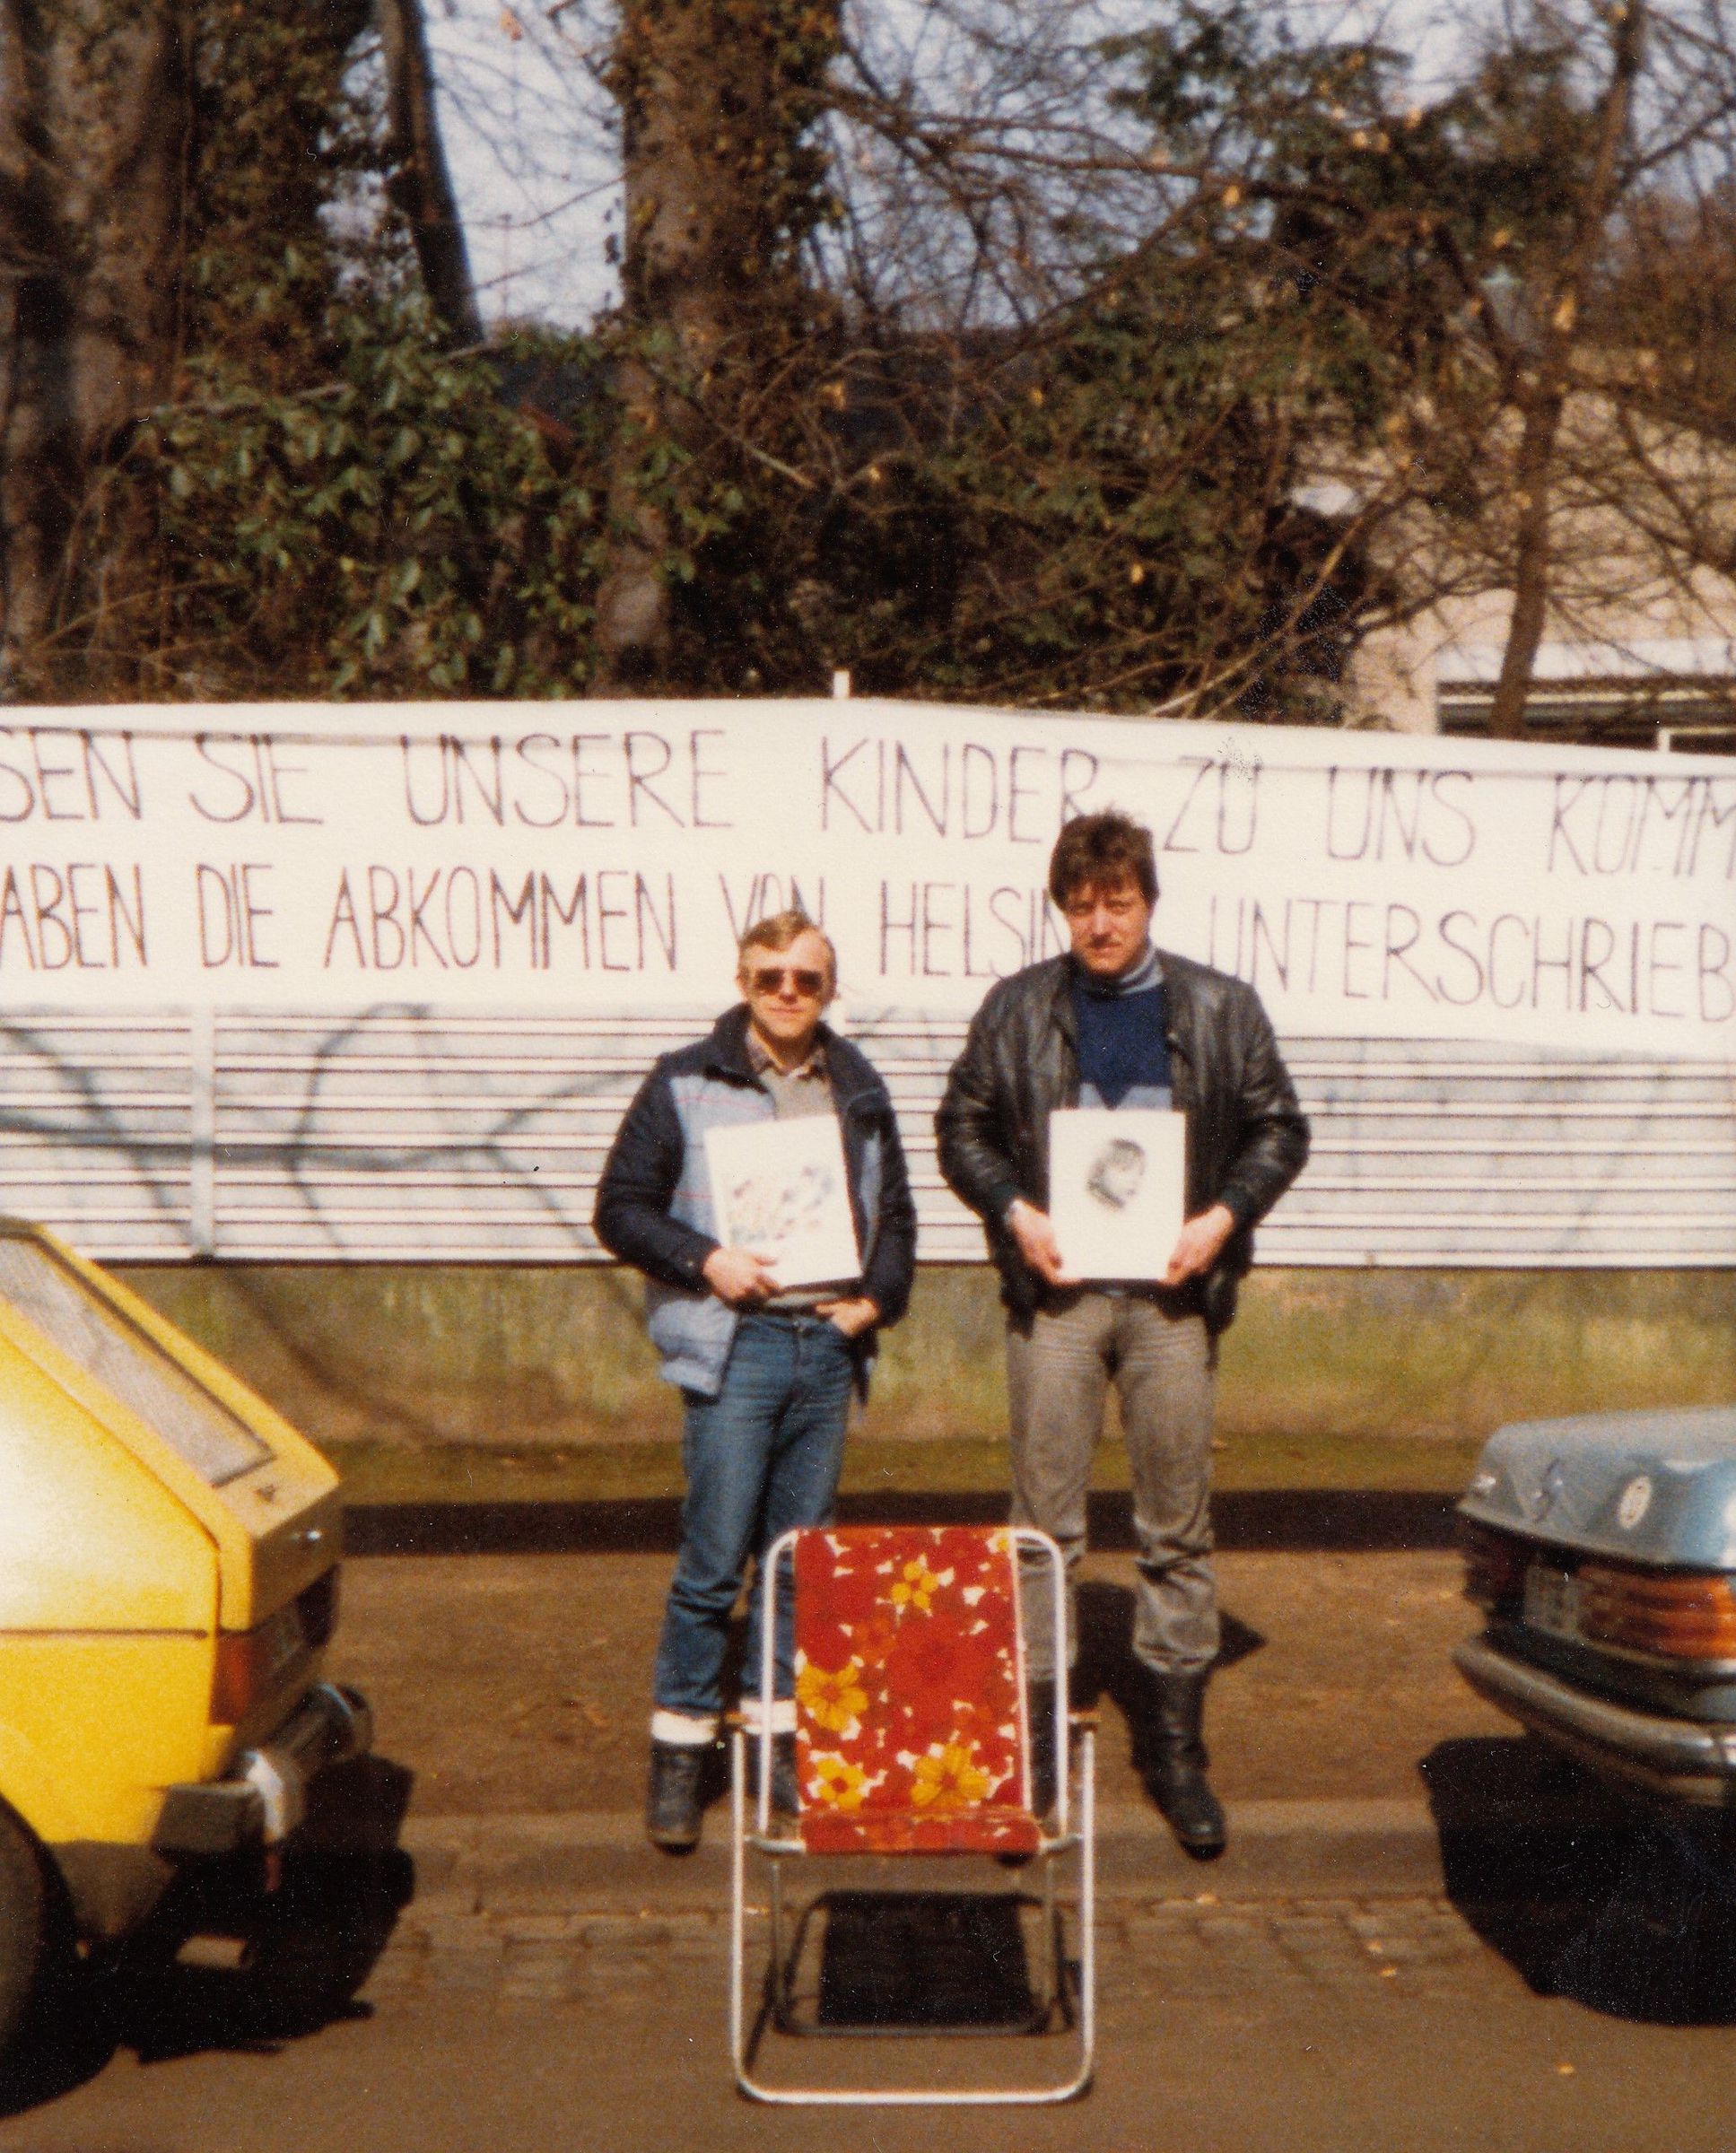 SEN SIE UNSERE KINDER ZU UNS KOMM
ABEN DIE ABKOMMEN VON HELSIN UNTERSCHRIEB